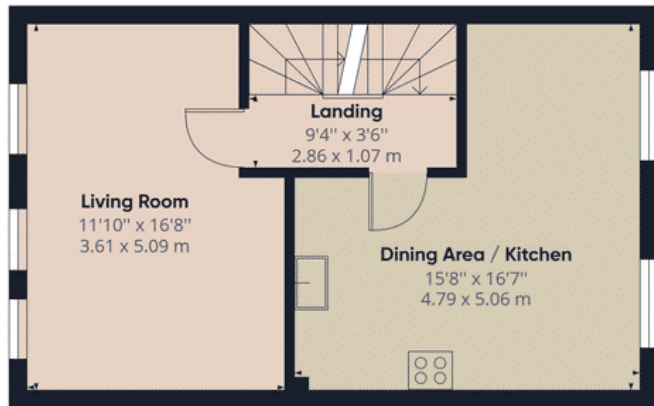 Landing
9'4" x 3'6"
2.86 x 1.07 m
Living Room
11'10" x 16'8"
3.61 x 5.09 m
Dining Area / Kitchen
15'8" x 16'7"
4.79 x 5.06 m